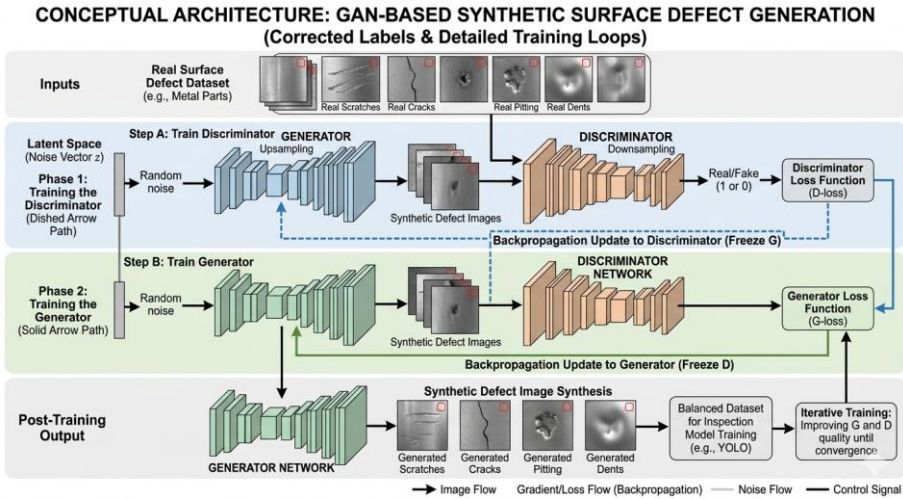 CONCEPTUAL ARCHITECTURE: GAN-BASED SYNTHETIC SURFACE DEFECT GENERATION
(Corrected Labels & Detailed Training Loops)
Inputs
Real Surface
Defect Dataset
(e.g., Metal Parts)
Real Scratches
Real Cracks
Real Pitting
Real Dents
Latent Space
(Noise Vector z)
Phase 1:
Training the
Discriminator
(Dished Arrow
Path)
Step A: Train Discriminator
Random
noise
GENERATOR
Upsampling
Synthetic Defect Images
DISCRIMINATOR
Downsampling
Real/Fake
(1 or 0)
Discriminator
Loss Function
(D-loss)
Backpropagation Update to Discriminator (Freeze G)
Phase 2:
Training the
Generator
(Solid Arrow Path)
Step B: Train Generator
Random
noise
Synthetic Defect Images
DISCRIMINATOR
NETWORK
Generator Loss
Function
(G-loss)
Backpropagation Update to Generator (Freeze D)
Post-Training
Output
GENERATOR NETWORK
Synthetic Defect Image Synthesis
Generated
Scratches
Generated
Cracks
Generated
Pitting
Generated
Dents
Balanced Dataset
for Inspection
Model Training
(e.g., YOLO)
Iterative Training:
Improving G and D
quality until
convergence
Image Flow
Gradient/Loss Flow (Backpropagation)
Noise Flow
Control Signal